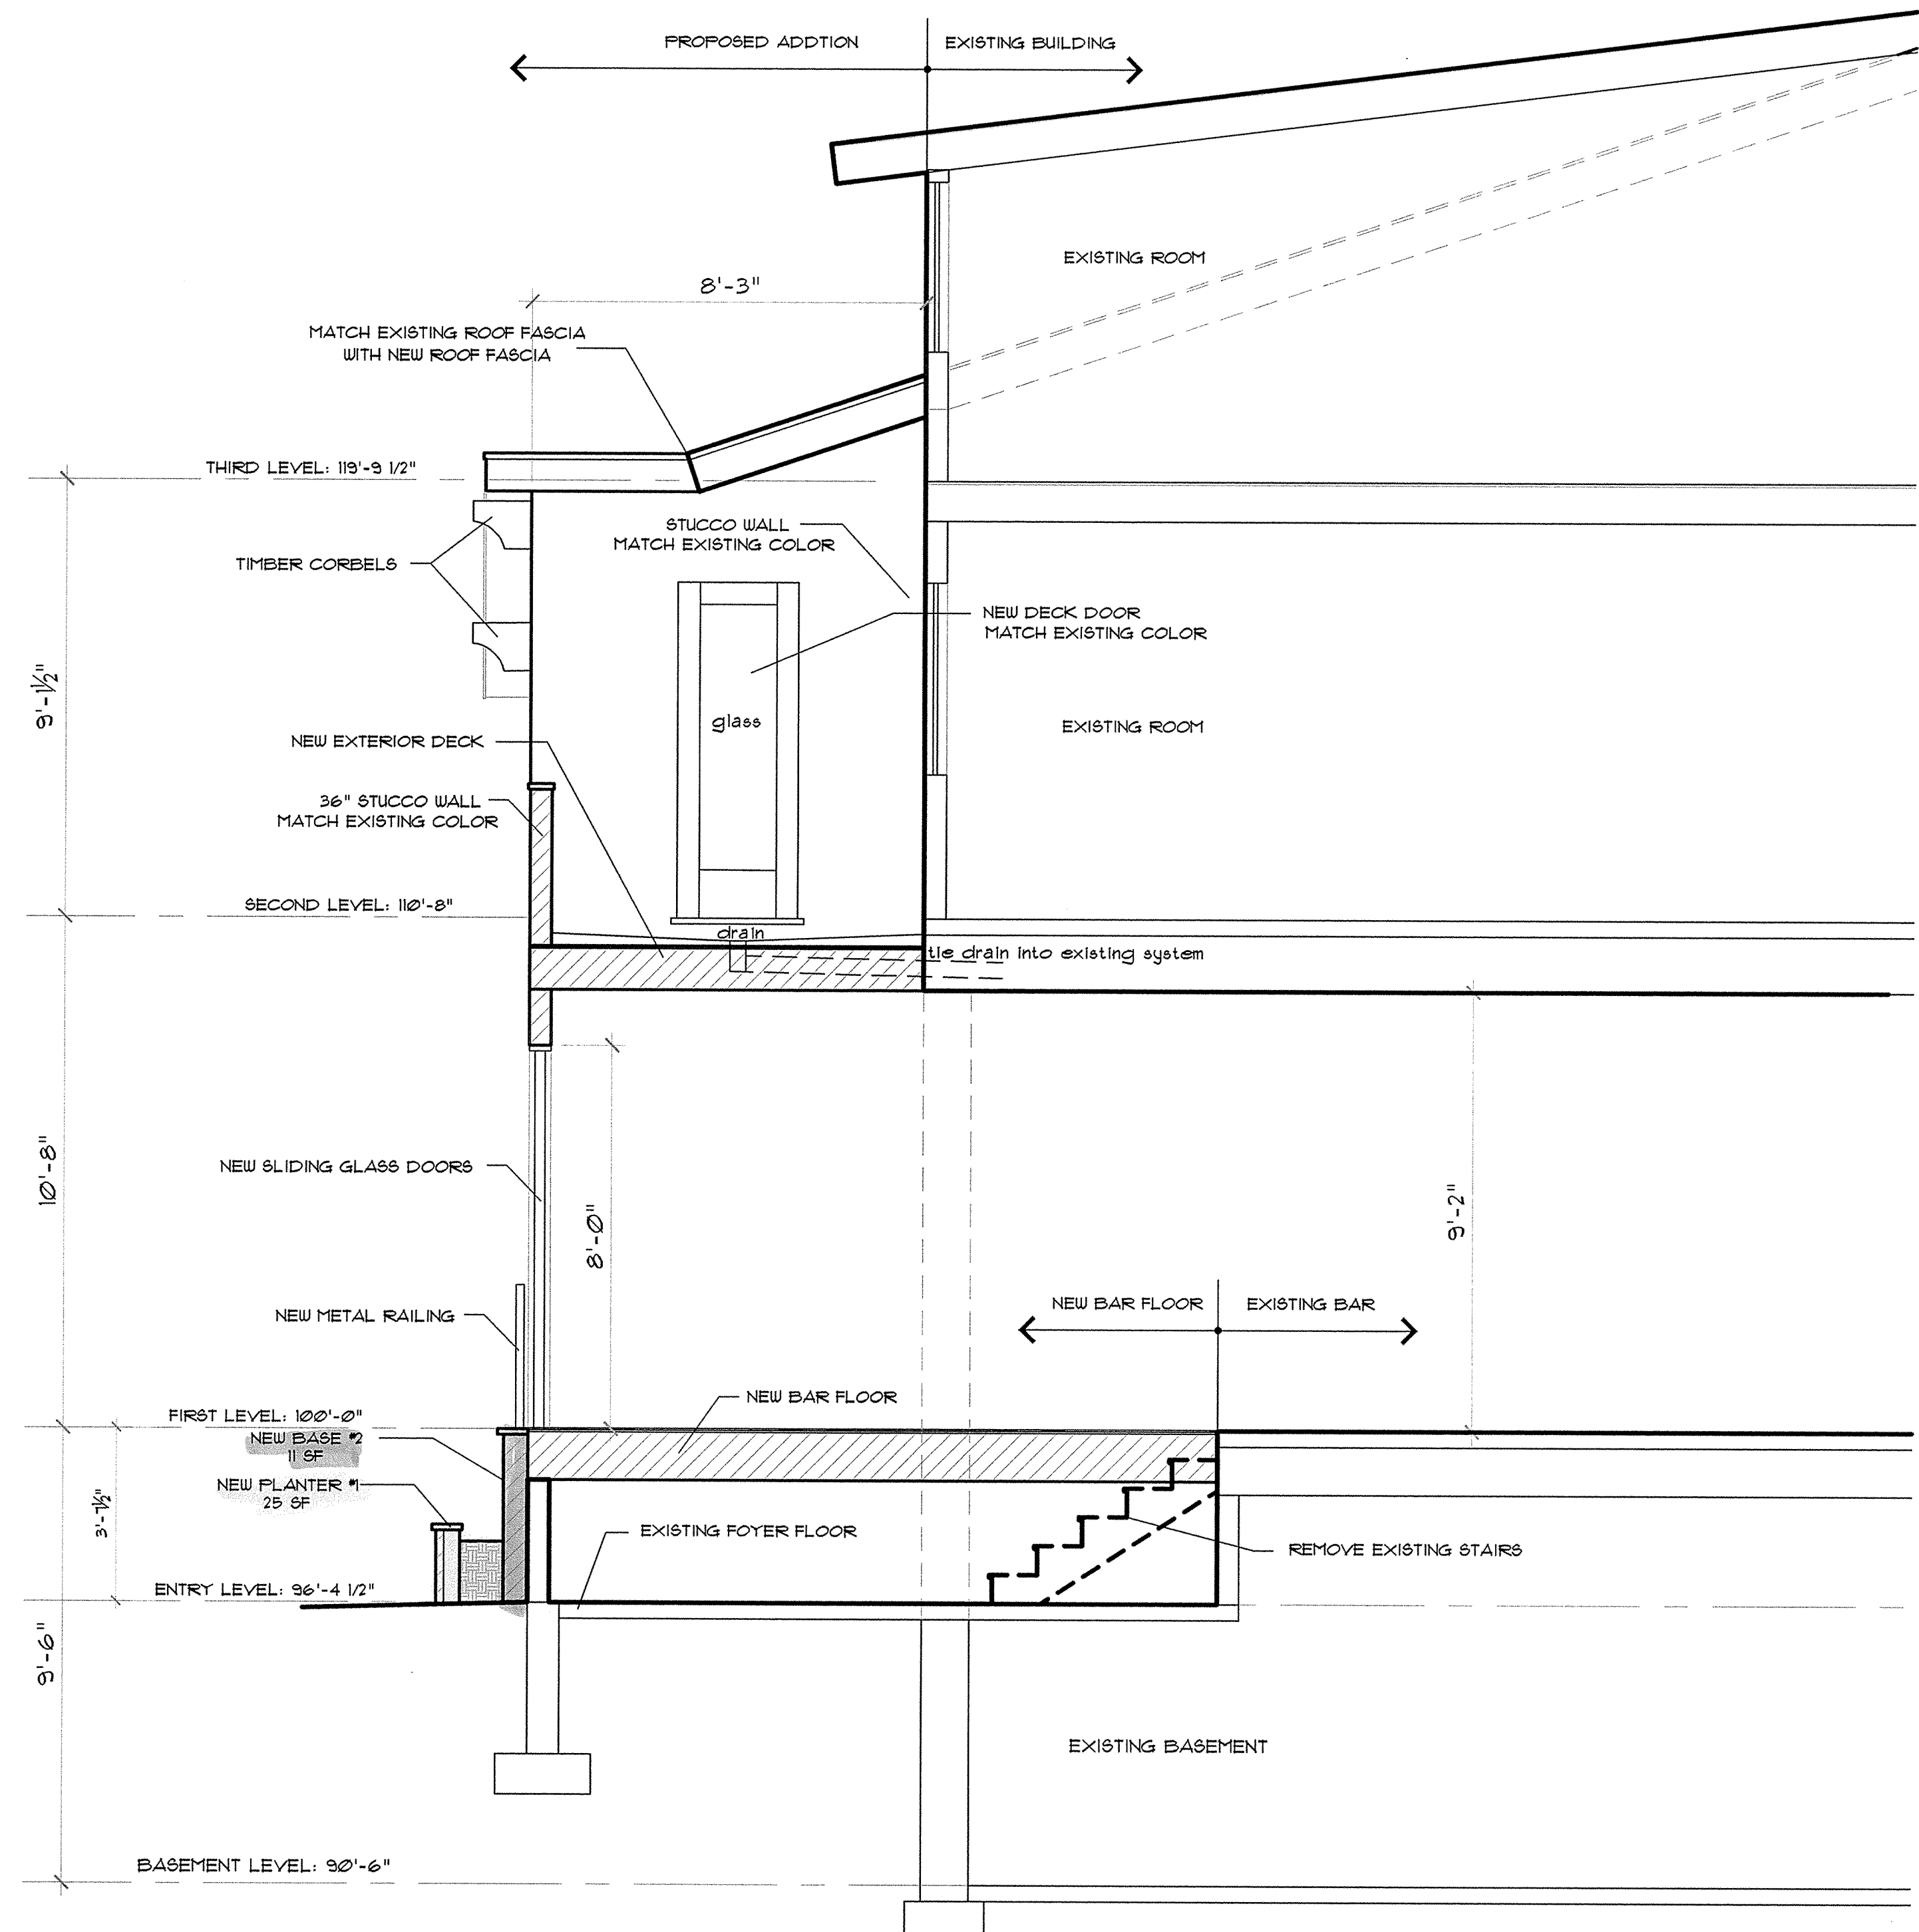 PROPOSED ADDTION
EXISTING BUILDING
EXISTING ROOM
8'-3"
MATCH EXISTING ROOF FASCIA
WITH NEW ROOF FASCIA
THIRD LEVEL: 119'-9 1/2"
STUCCO WALL
MATCH EXISTING COLOR
TIMBER CORBELS
NEW DECK DOOR
MATCH EXISTING COLOR
9'-1½"
glass
EXISTING ROOM
NEW EXTERIOR DECK
36" STUCCO WALL
MATCH EXISTING COLOR
SECOND LEVEL: 110'-8"
drain
tie drain into existing system
10'-8"
NEW SLIDING GLASS DOORS
8'-0"
9'-2"
NEW METAL RAILING
NEW BAR FLOOR
EXISTING BAR
NEW BAR FLOOR
FIRST LEVEL: 100'-0"
NEW BASE #2
11 SF
NEW PLANTER #1
25 SF
3'-7½"
EXISTING FOYER FLOOR
REMOVE EXISTING STAIRS
ENTRY LEVEL: 96'-4 1/2"
9'-6"
EXISTING BASEMENT
BASEMENT LEVEL: 90'-6"